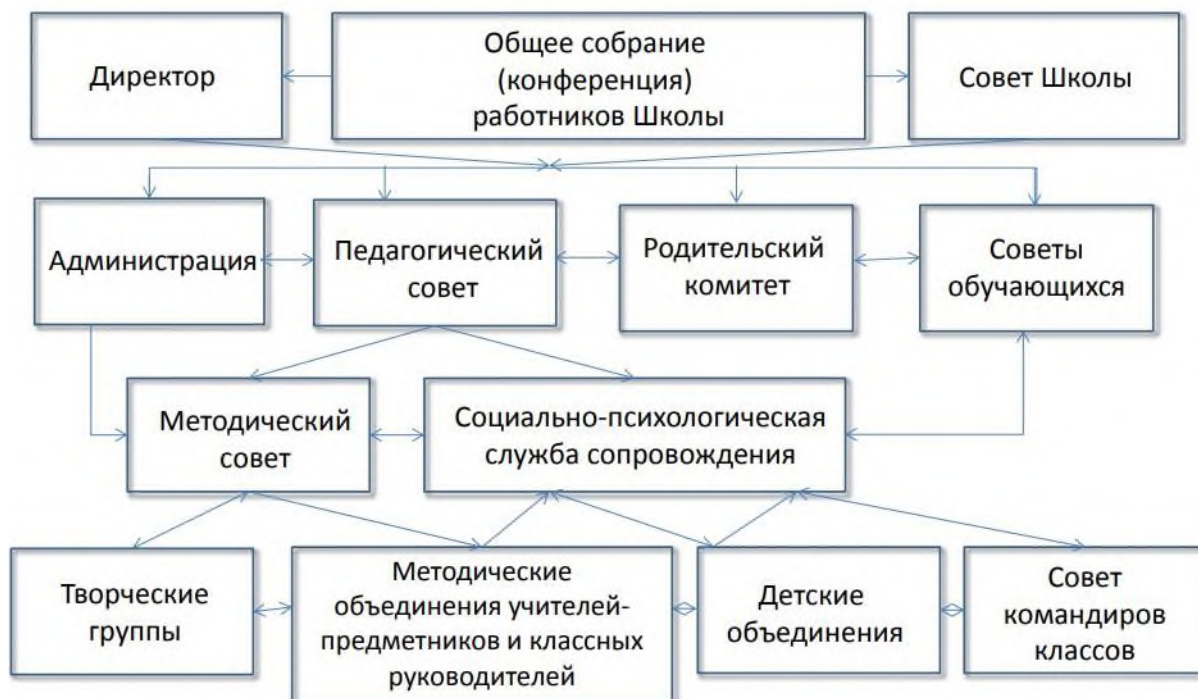 Директор
Общее собрание
(конференция)
работников Школы
Совет Школы
Администрация
Педагогический
совет
Родительский
комитет
Советы
обучающихся
Методический
совет
Социально-психологическая
служба сопровождения
Творческие
группы
Методические
объединения учителей-
предметников и классных
руководителей
Детские
объединения
Совет
командиров
классов